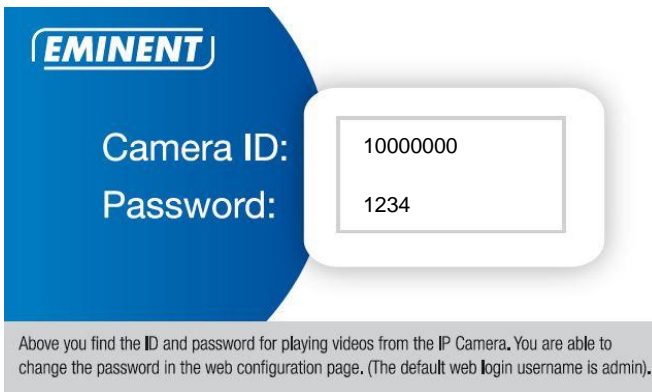 EMINENT
Camera ID: 10000000
Password: 1234
Above you find the ID and password for playing videos from the IP Camera. You are able to
change the password in the web configuration page. (The default web login username is admin).